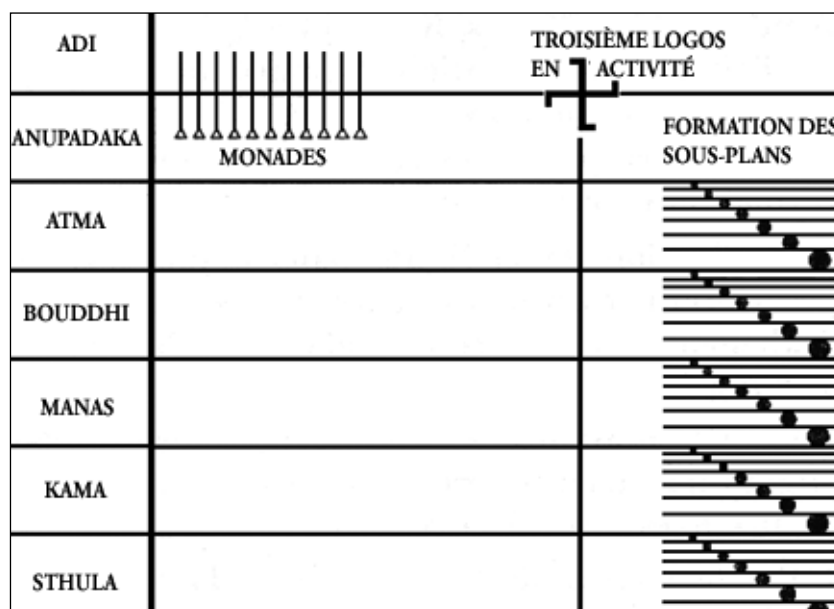 ADI
TROISIÈME LOGOS
EN ACTIVITÉ
ANUPADAKA
MONADES
FORMATION DES
SOUS-PLANS
ATMA
BOUDDHI
MANAS
KAMA
STHULA